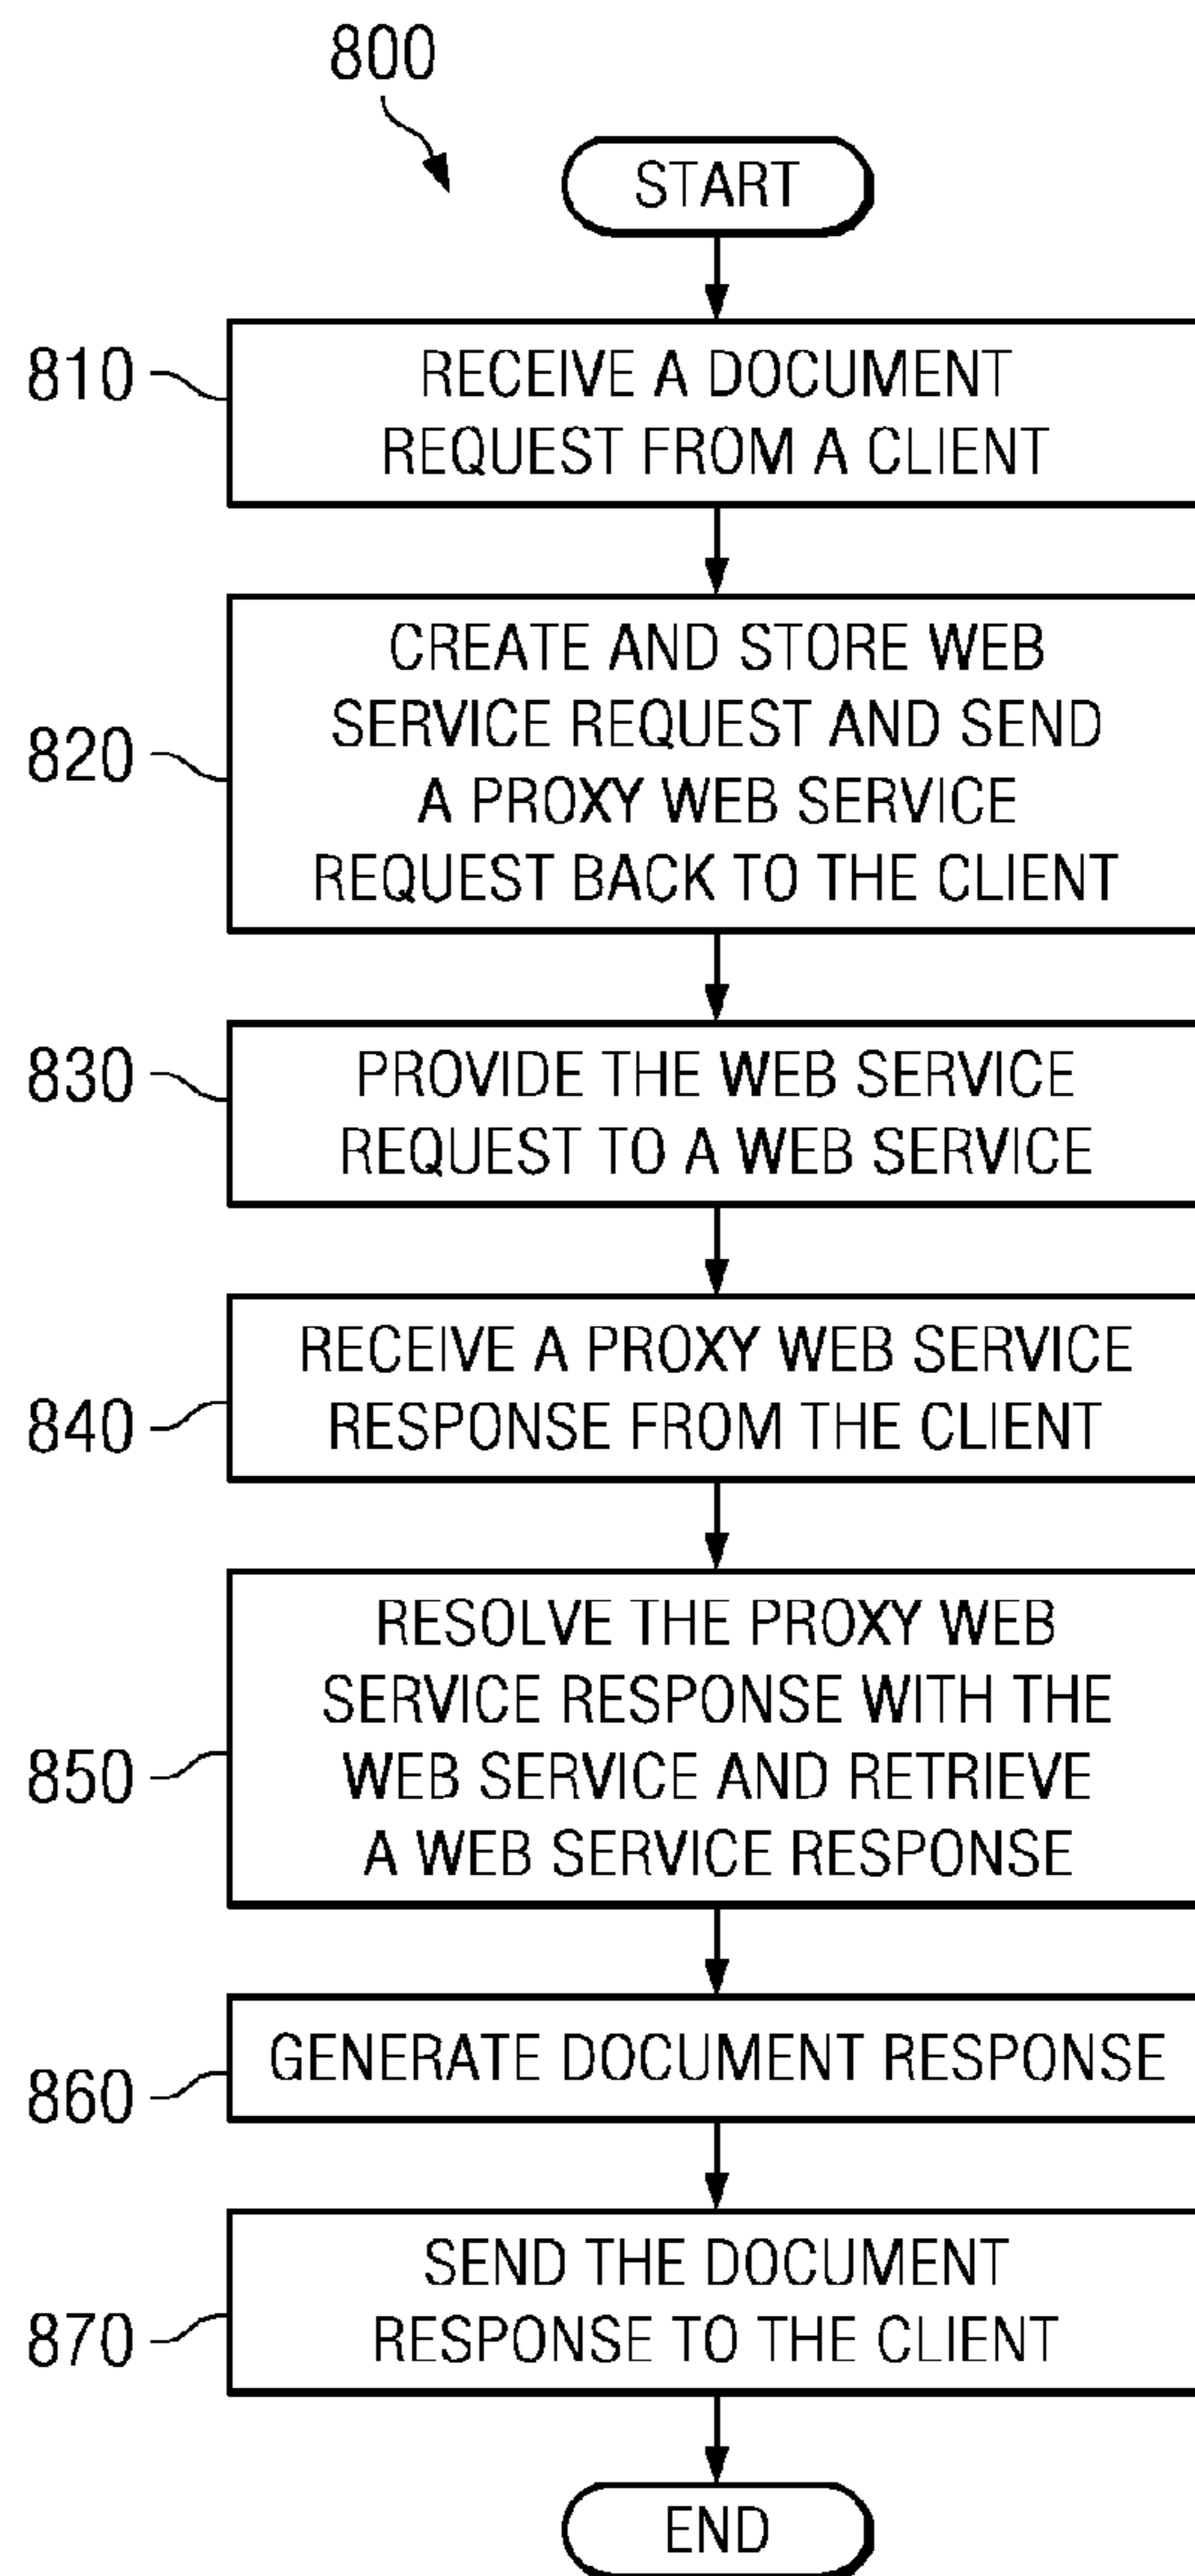 800
START
810
RECEIVE A DOCUMENT
REQUEST FROM A CLIENT
820
CREATE AND STORE WEB
SERVICE REQUEST AND SEND
A PROXY WEB SERVICE
REQUEST BACK TO THE CLIENT
830
PROVIDE THE WEB SERVICE
REQUEST TO A WEB SERVICE
840
RECEIVE A PROXY WEB SERVICE
RESPONSE FROM THE CLIENT
850
RESOLVE THE PROXY WEB
SERVICE RESPONSE WITH THE
WEB SERVICE AND RETRIEVE
A WEB SERVICE RESPONSE
860
GENERATE DOCUMENT RESPONSE
870
SEND THE DOCUMENT
RESPONSE TO THE CLIENT
END